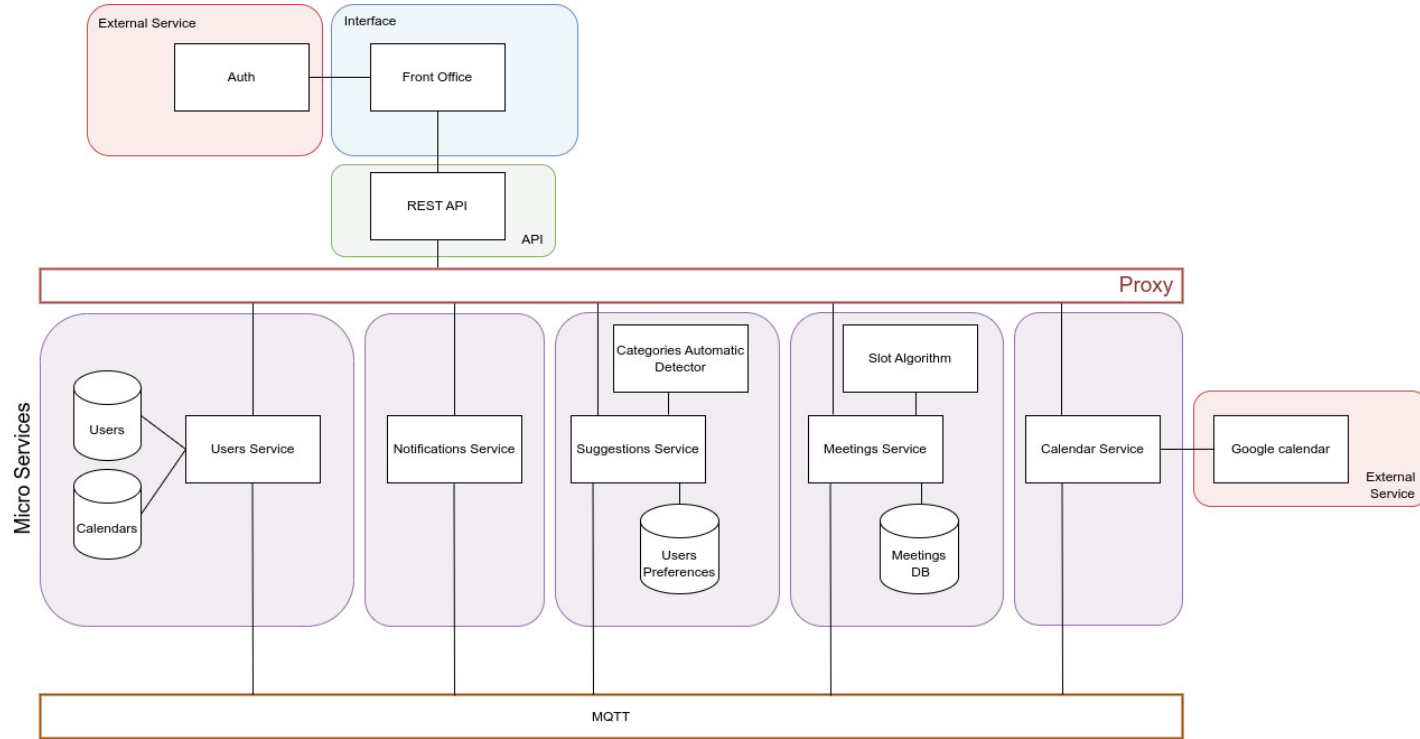 External Service
Interface
Auth
Front Office
REST API
API
Proxy
Micro Services
Users
Calendars
Users Service
Notifications Service
Categories Automatic
Detector
Suggestions Service
Users
Preferences
Slot Algorithm
Meetings Service
Meetings
DB
Calendar Service
Google calendar
External
Service
MQTT